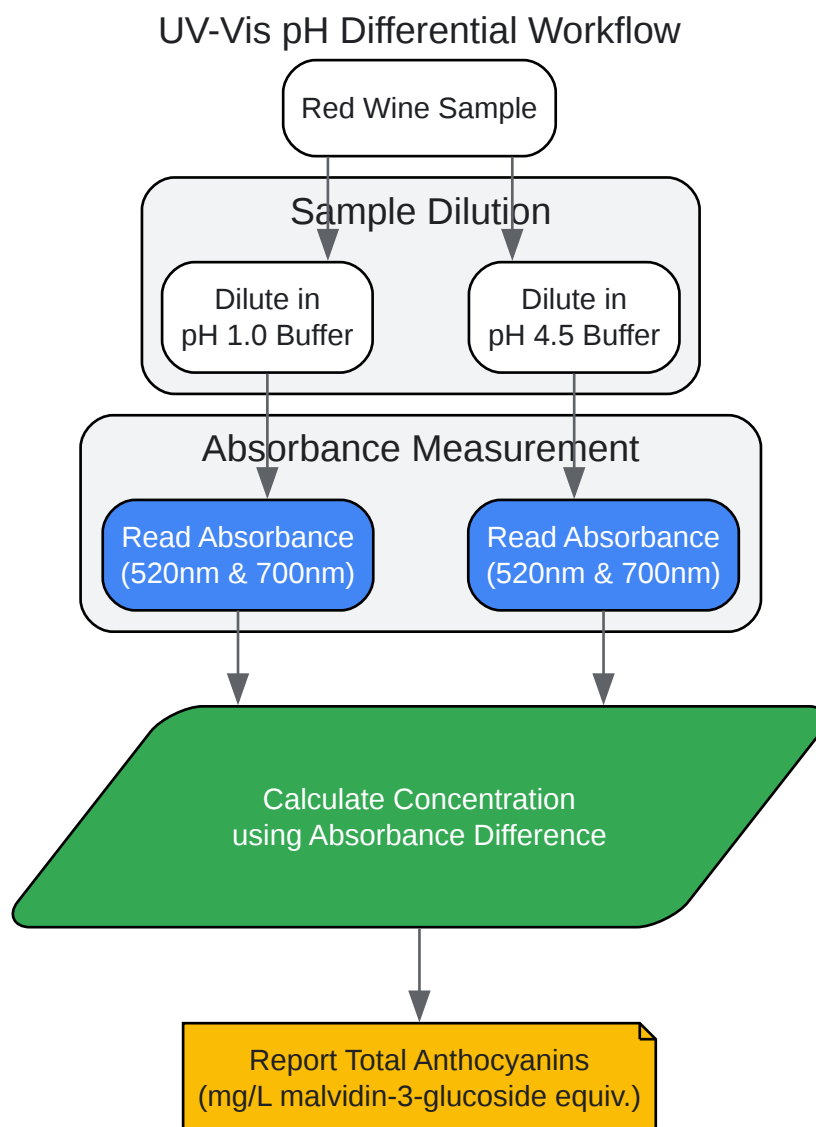 UV-Vis pH Differential Workflow
Red Wine Sample
Sample Dilution
Dilute in
pH 1.0 Buffer
Dilute in
pH 4.5 Buffer
Absorbance Measurement
Read Absorbance
(520nm & 700nm)
Read Absorbance
(520nm & 700nm)
Calculate Concentration
using Absorbance Difference
Report Total Anthocyanins
(mg/L malvidin-3-glucoside equiv.)